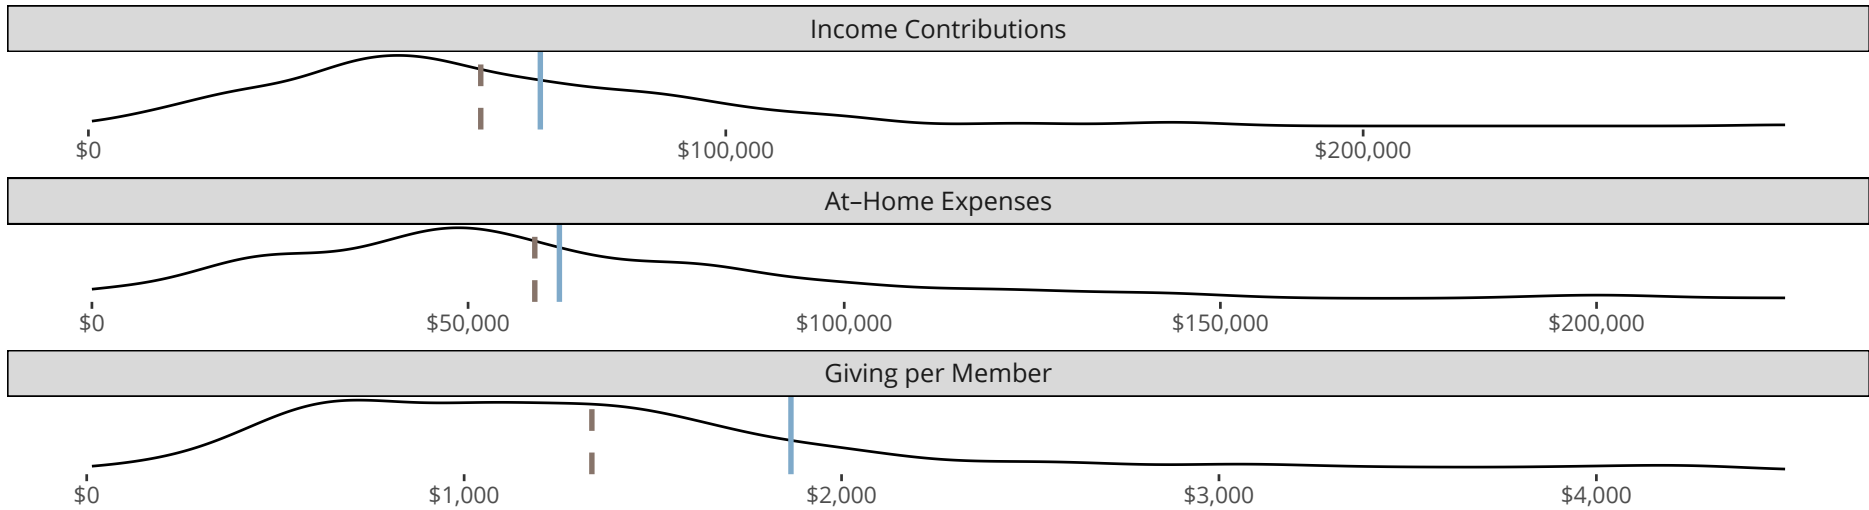 Income Contributions
$0 $100,000 $200,000
At–Home Expenses
$0 $50,000 $100,000 $150,000 $200,000
Giving per Member
$0 $1,000 $2,000 $3,000 $4,000